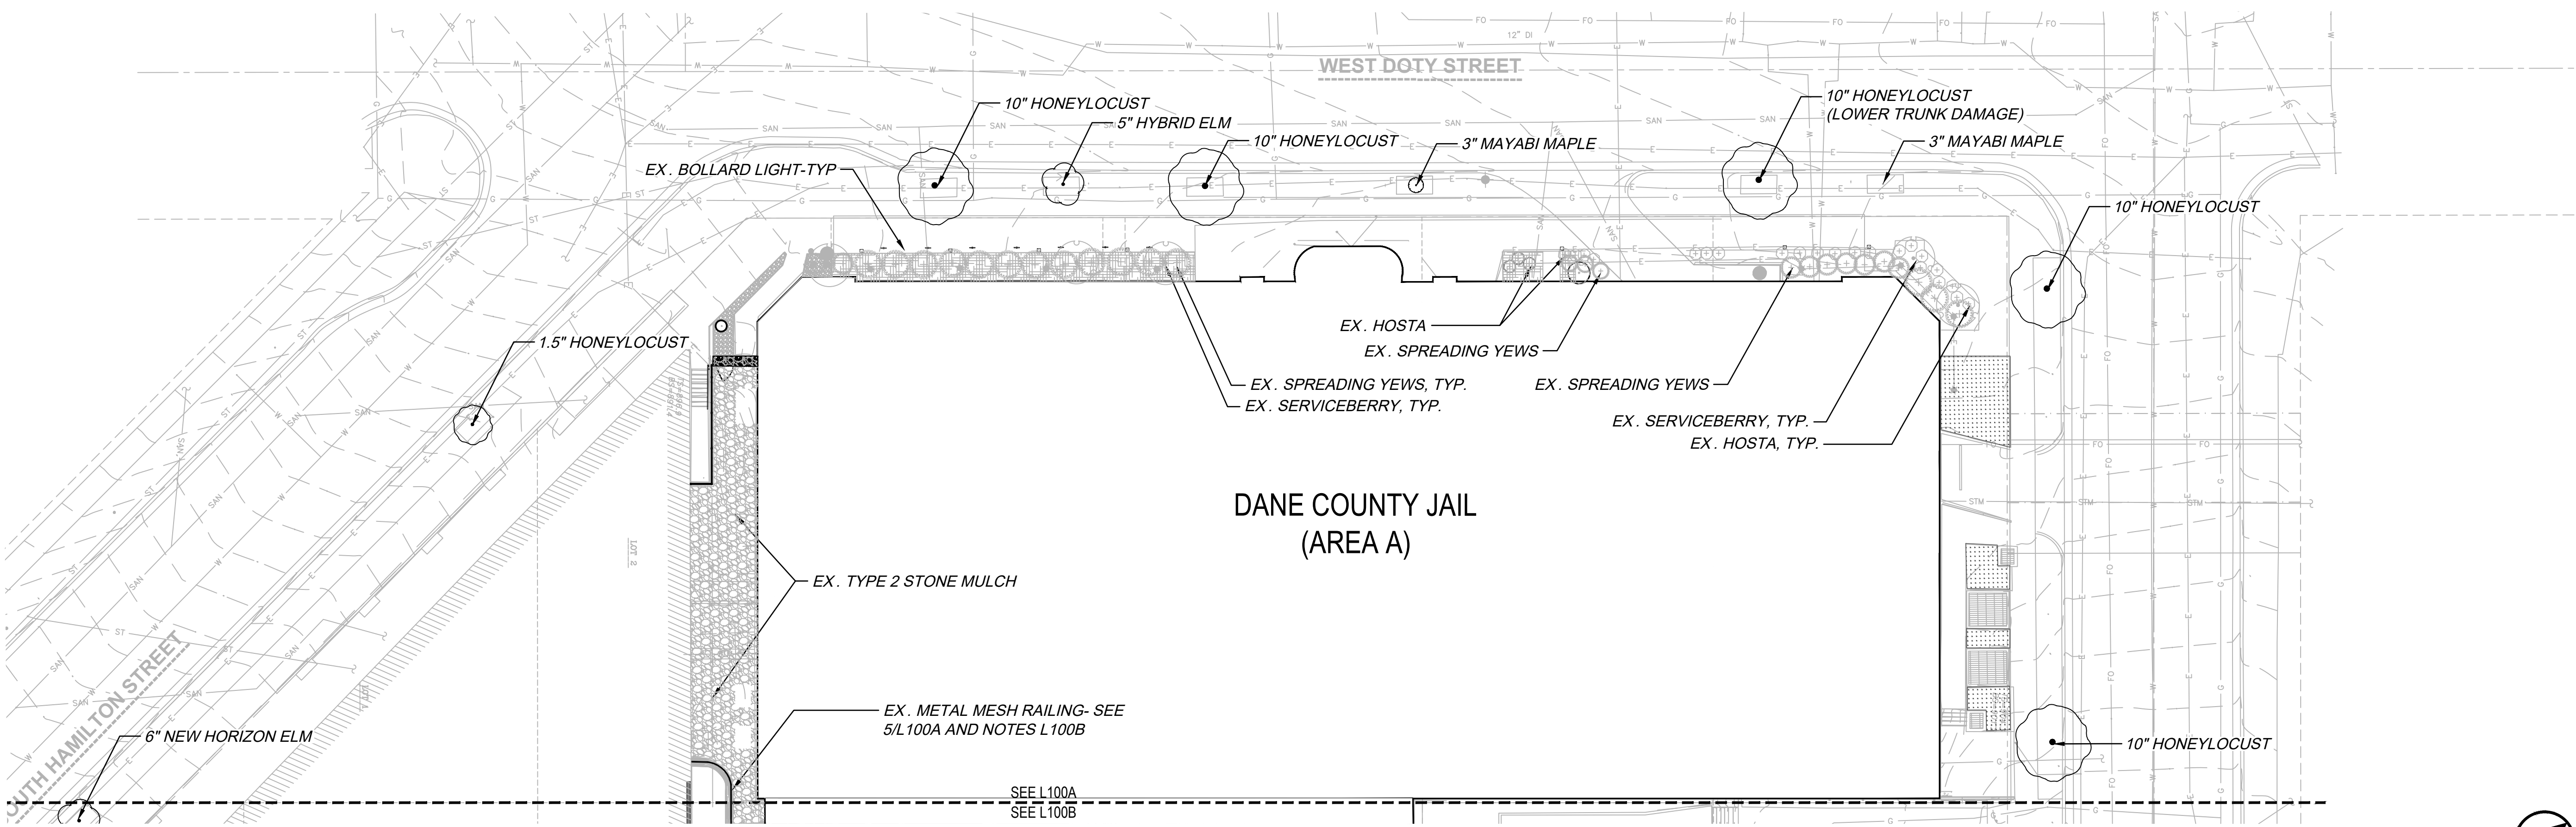 12" DI
WEST DOTY STREET
10" HONEYLOCUST
5" HYBRID ELM
10" HONEYLOCUST
3" MAYABI MAPLE
10" HONEYLOCUST
(LOWER TRUNK DAMAGE)
3" MAYABI MAPLE
EX. BOLLARD LIGHT-TYP
10" HONEYLOCUST
EX. HOSTA
EX. SPREADING YEWS
1.5" HONEYLOCUST
EX. SPREADING YEWS, TYP.
EX. SERVICEBERRY, TYP.
EX. SPREADING YEWS
EX. SERVICEBERRY, TYP.
EX. HOSTA, TYP.
DANE COUNTY JAIL
(AREA A)
LOT 2
EX. TYPE 2 STONE MULCH
EX. METAL MESH RAILING- SEE
5/L100A AND NOTES L100B
6" NEW HORIZON ELM
OUTH HAMILTON STREET
10" HONEYLOCUST
SEE L100A
SEE L100B